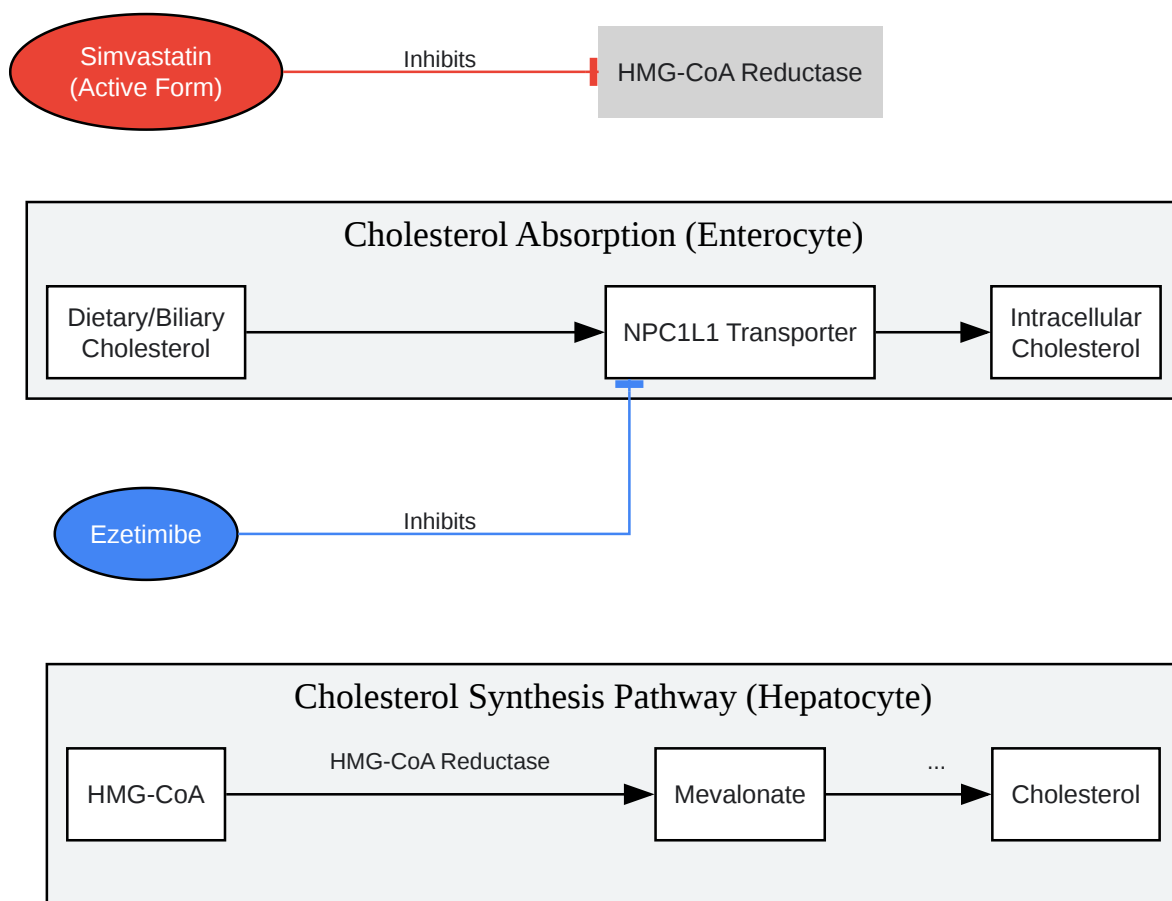 Simvastatin
(Active Form)
Inhibits
HMG-CoA Reductase
Cholesterol Absorption (Enterocyte)
Dietary/Biliary
Cholesterol
NPC1L1 Transporter
Intracellular
Cholesterol
Ezetimibe
Inhibits
Cholesterol Synthesis Pathway (Hepatocyte)
HMG-CoA
HMG-CoA Reductase
Mevalonate
...
Cholesterol